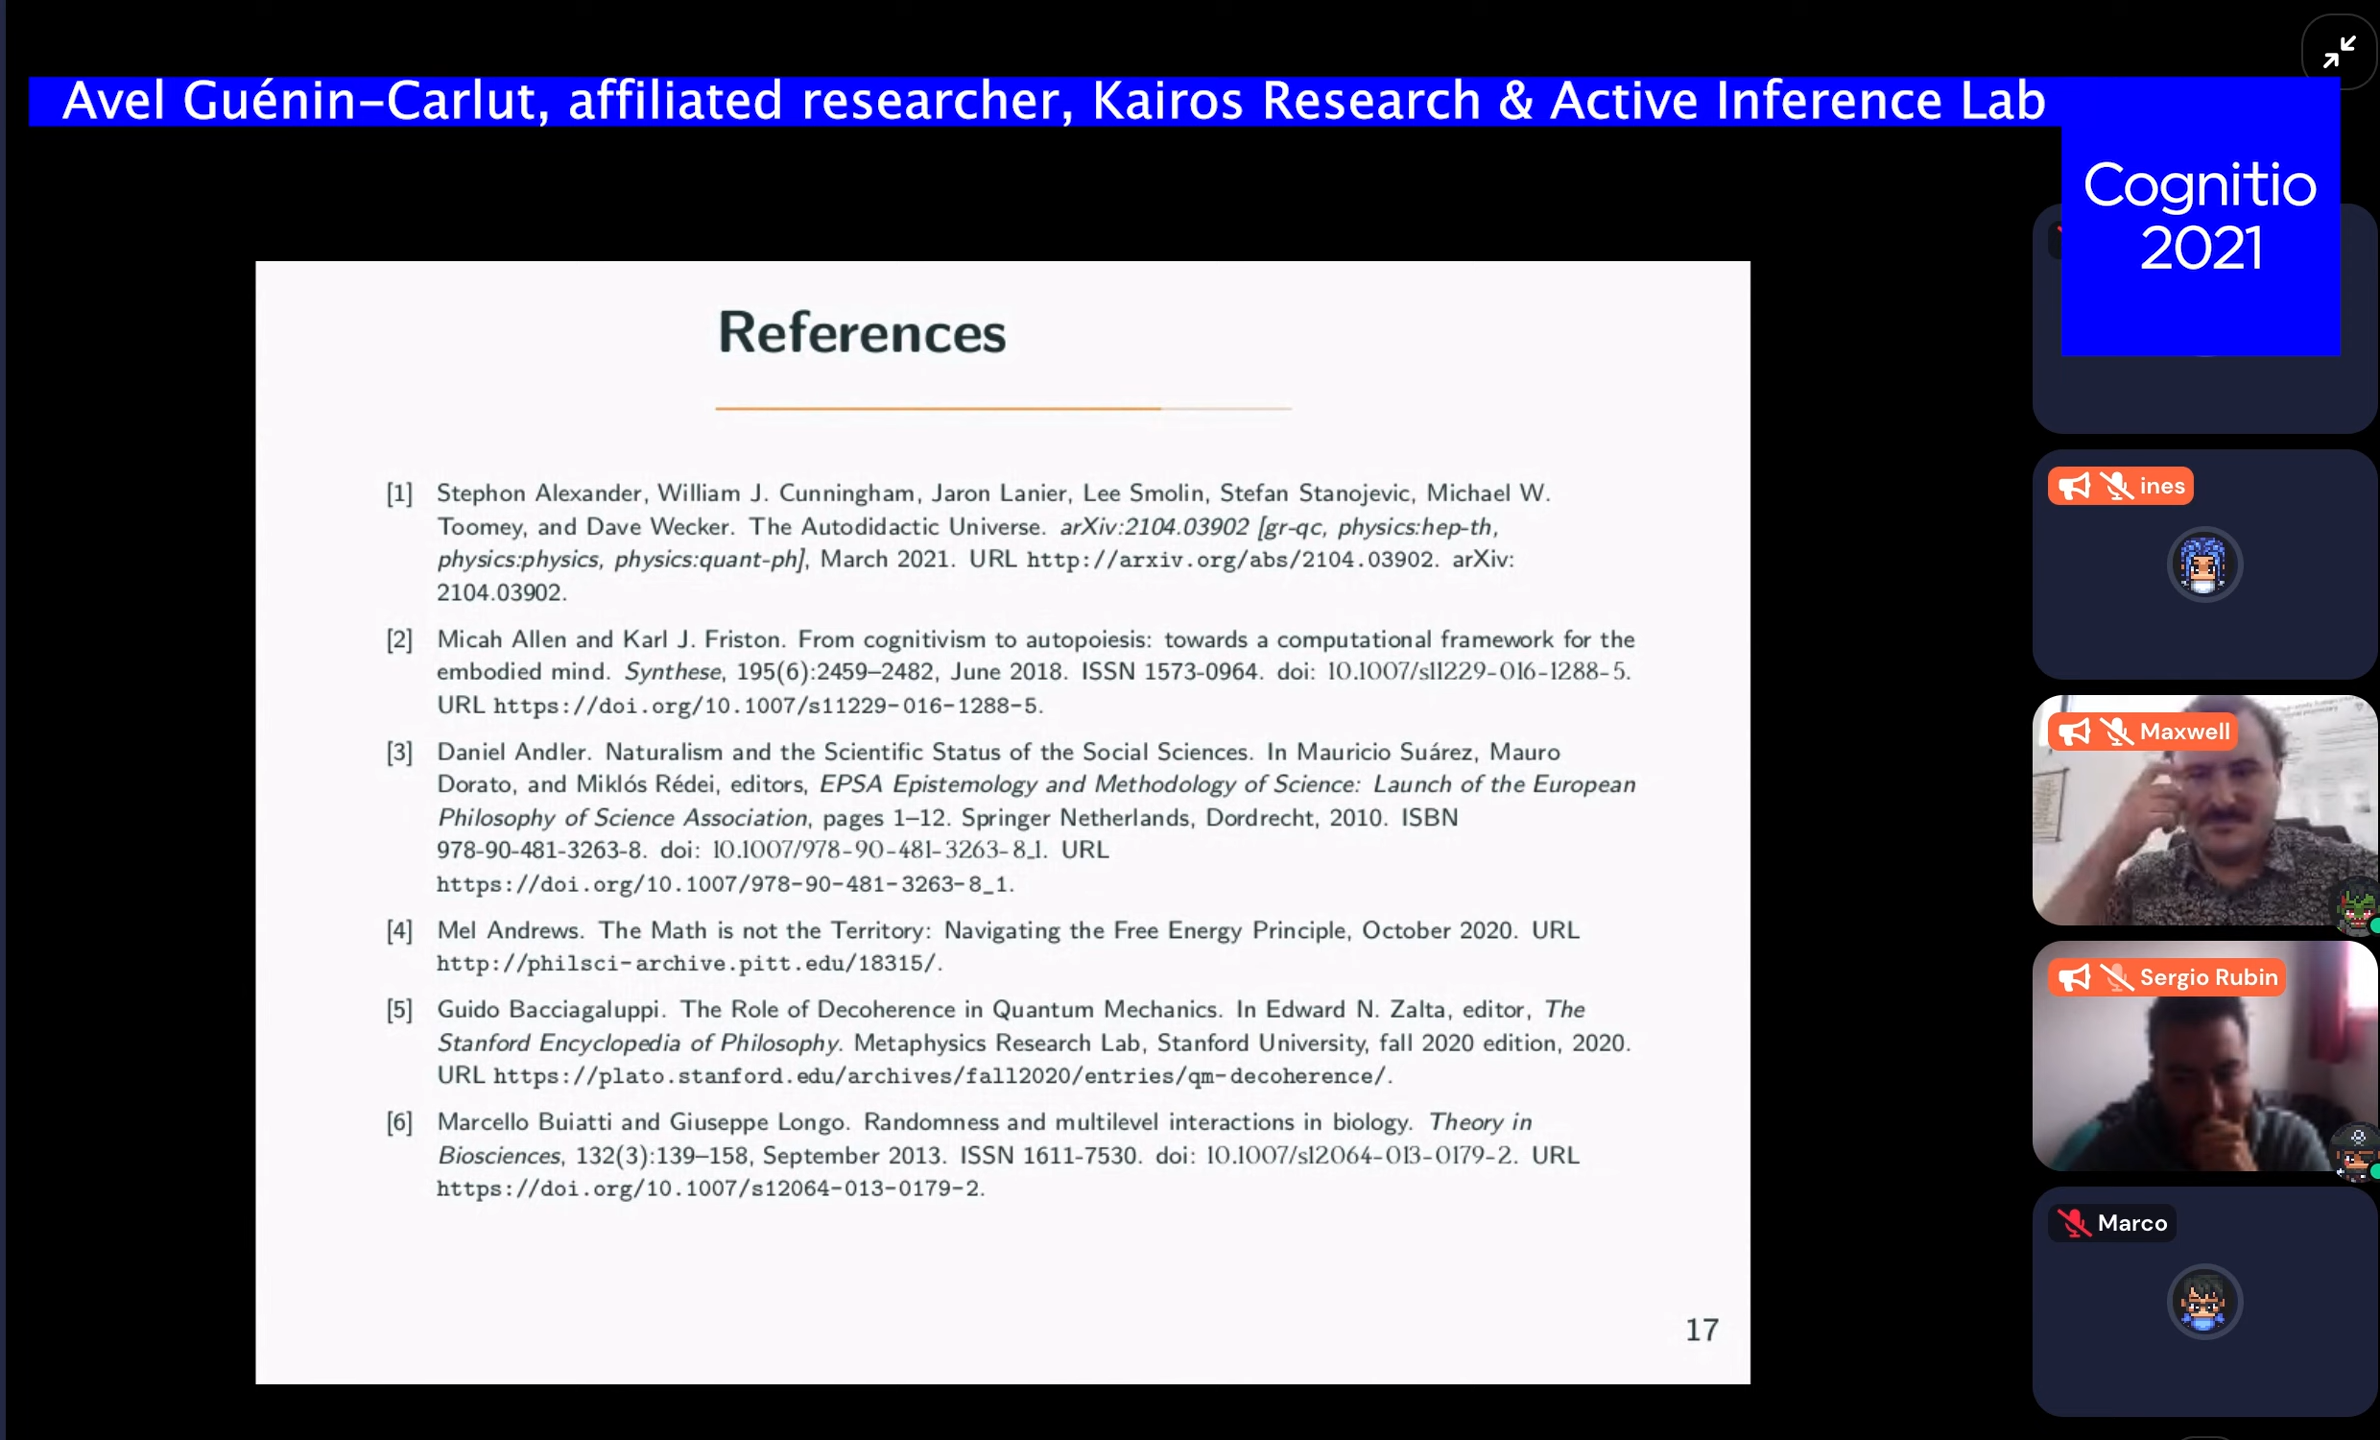 Avel Guénin-Carlut, affiliated researcher, Kairos Research & Active Inference Lab
Cognitio
2021
References
[1] Stephon Alexander, William J. Cunningham, Jaron Lanier, Lee Smolin, Stefan Stanojevic, Michael W.
Toomey, and Dave Wecker. The Autodidactic Universe. arXiv:2104.03902 [gr-qc, physics:hep-th,
physics:physics, physics:quant-ph], March 2021. URL http://arxiv.org/abs/2104.03902. arXiv:
2104.03902.
[2] Micah Allen and Karl J. Friston. From cognitivism to autopoiesis: towards a computational framework for the
embodied mind. Synthese, 195(6):2459–2482, June 2018. ISSN 1573-0964. doi: 10.1007/s11229-016-1288-5.
URL https://doi.org/10.1007/s11229-016-1288-5.
[3] Daniel Andler. Naturalism and the Scientific Status of the Social Sciences. In Mauricio Suárez, Mauro
Dorato, and Miklós Rédei, editors, EPSA Epistemology and Methodology of Science: Launch of the European
Philosophy of Science Association, pages 1–12. Springer Netherlands, Dordrecht, 2010. ISBN
978-90-481-3263-8. doi: 10.1007/978-90-481-3263-8_1. URL
https://doi.org/10.1007/978-90-481-3263-8_1.
[4] Mel Andrews. The Math is not the Territory: Navigating the Free Energy Principle, October 2020. URL
http://philsci-archive.pitt.edu/18315/.
[5] Guido Bacciagaluppi. The Role of Decoherence in Quantum Mechanics. In Edward N. Zalta, editor, The
Stanford Encyclopedia of Philosophy. Metaphysics Research Lab, Stanford University, fall 2020 edition, 2020.
URL https://plato.stanford.edu/archives/fall2020/entries/qm-decoherence/.
[6] Marcello Buiatti and Giuseppe Longo. Randomness and multilevel interactions in biology. Theory in
Biosciences, 132(3):139–158, September 2013. ISSN 1611-7530. doi: 10.1007/s12064-013-0179-2. URL
https://doi.org/10.1007/s12064-013-0179-2.
17
ines
Maxwell
Sergio Rubin
Marco